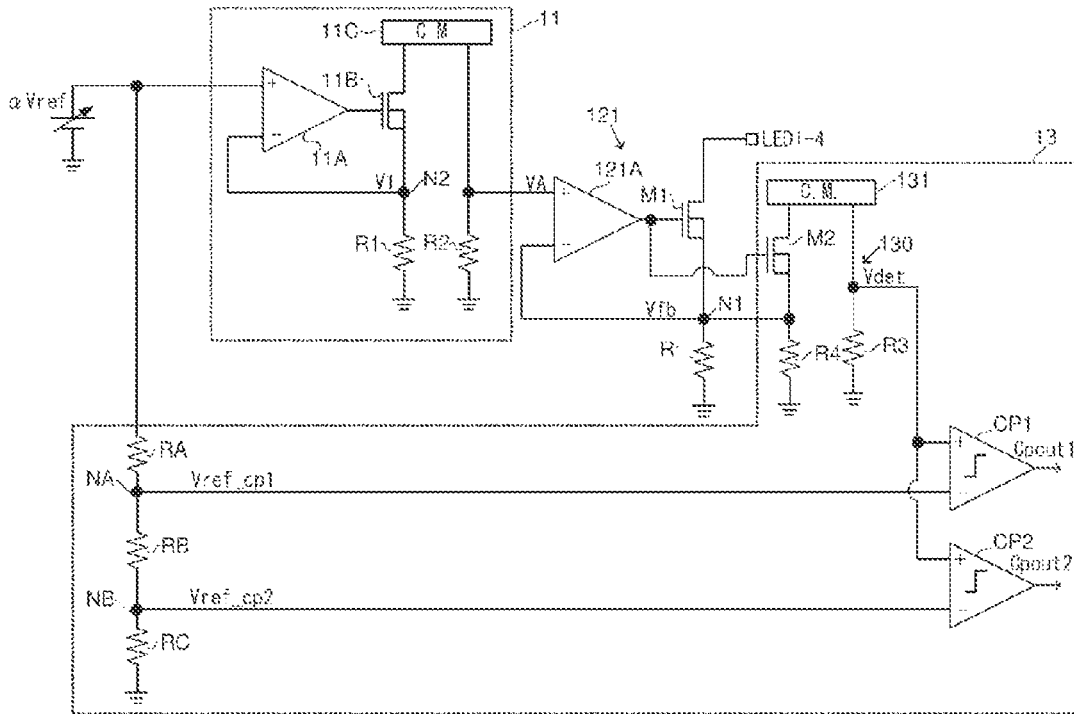 11C
C M
11
11B
αVref
+
-
11A
121
LED1-4
13
V1
N2
VA
121A
M1
C. M.
131
+
-
M2
130
R1
R2
Vdet
Vfb
N1
R
R4
R3
RA
CP1
+
Cpout1
NA
Vref_cp1
-
RB
CP2
+
Cpout2
NB
Vref_cp2
-
RC